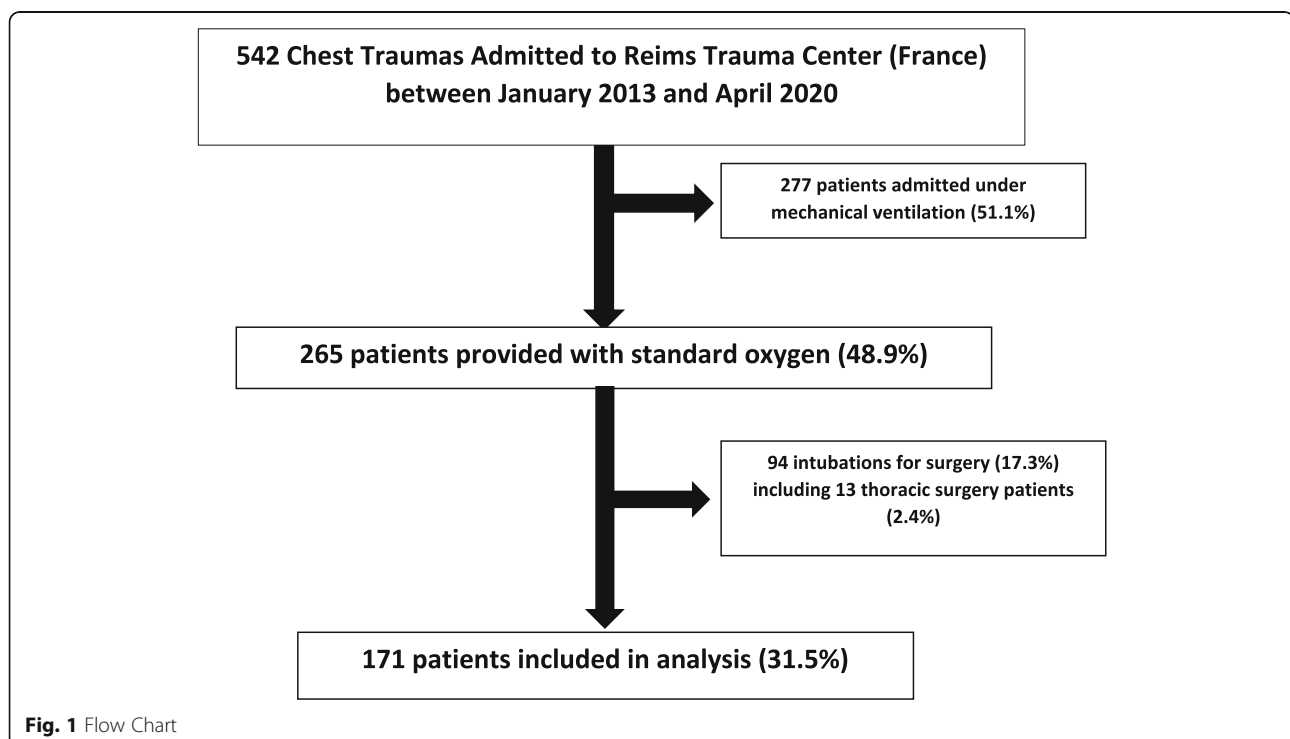 542 Chest Traumas Admitted to Reims Trauma Center (France)
between January 2013 and April 2020
277 patients admitted under
mechanical ventilation (51.1%)
265 patients provided with standard oxygen (48.9%)
94 intubations for surgery (17.3%)
including 13 thoracic surgery patients
(2.4%)
171 patients included in analysis (31.5%)
Fig. 1 Flow Chart